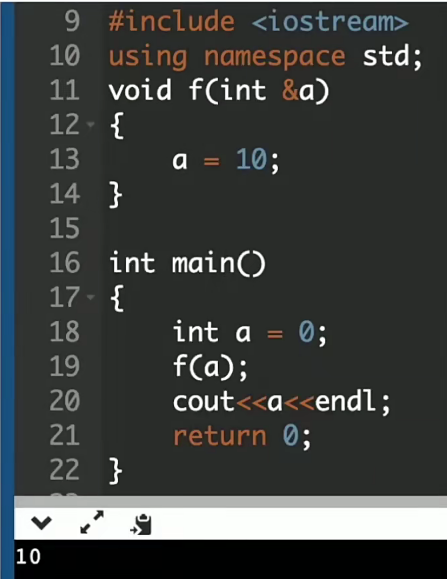 9 #include <iostream>
10 using namespace std;
11 void f(int &a)
12 {
13     a = 10;
14 }
15
16 int main()
17 {
18     int a = 0;
19     f(a);
20     cout<<a<<endl;
21     return 0;
22 }
10